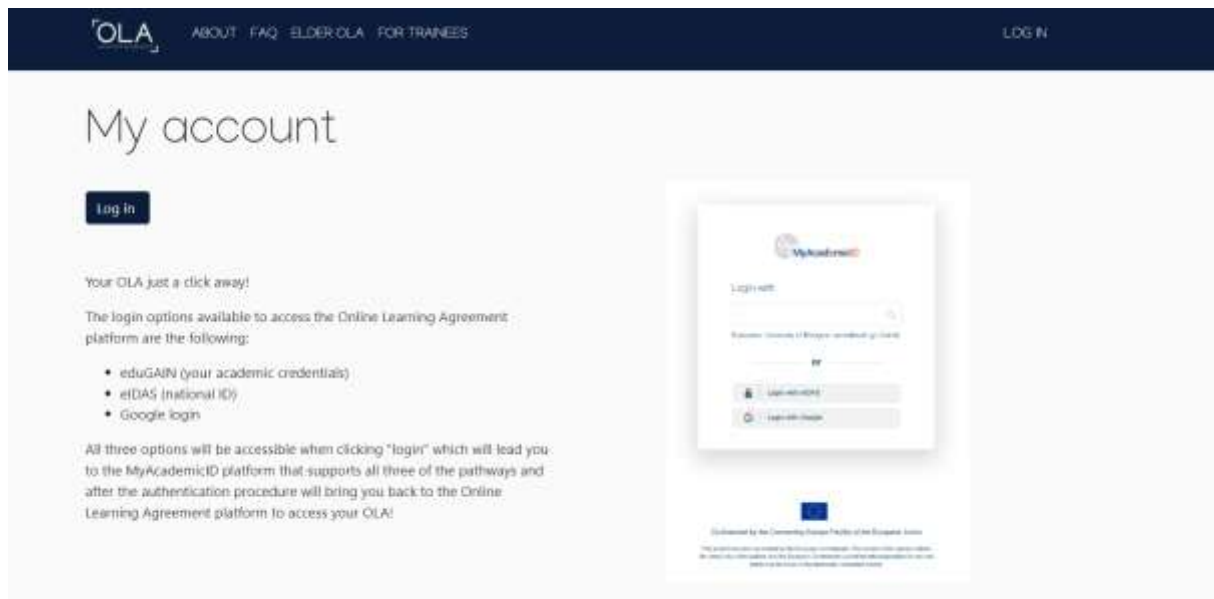 OLA ABOUT FAQ ELDER OLA FOR TRAINEES LOG IN
My account
Log in
Your OLA just a click away!
The login options available to access the Online Learning Agreement
platform are the following:
• eduGAIN (your academic credentials)
• eIDAS (national ID)
• Google login
All three options will be accessible when clicking "login" which will lead you
to the MyAcademicID platform that supports all three of the pathways and
after the authentication procedure will bring you back to the Online
Learning Agreement platform to access your OLA!
MyAcademicID
Login with
or
Login with eIDAS
Login with Google
Co-financed by the Connecting Europe Facility of the European Union